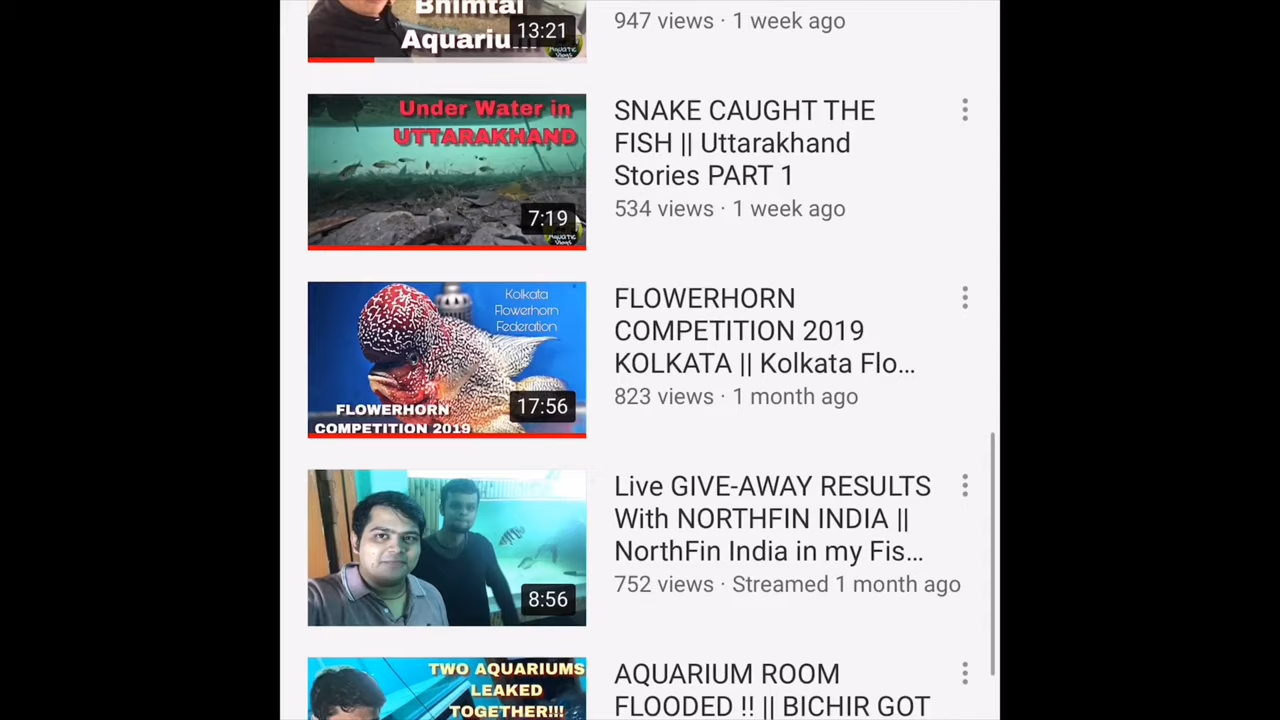 Bhimtal
Aquariu
13:21
AQUATIC
Vlogs
947 views · 1 week ago
Under Water in
UTTARAKHAND
7:19
AQUATIC
Vlogs
SNAKE CAUGHT THE
FISH || Uttarakhand
Stories PART 1
534 views · 1 week ago
Kolkata
Flowerhorn
Federation
FLOWERHORN
COMPETITION 2019
17:56
FLOWERHORN
COMPETITION 2019
KOLKATA || Kolkata Flo...
823 views · 1 month ago
8:56
Live GIVE-AWAY RESULTS
With NORTHFIN INDIA ||
NorthFin India in my Fis...
752 views · Streamed 1 month ago
TWO AQUARIUMS
LEAKED
TOGETHER!!!
AQUARIUM ROOM
FLOODED !! || BICHIR GOT